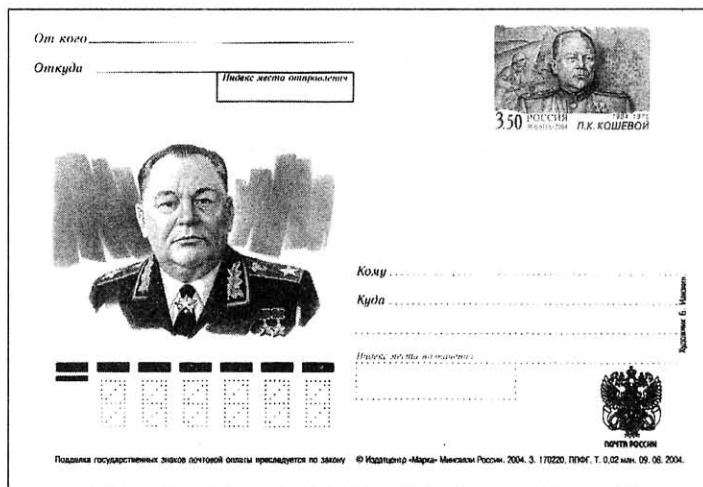 От кого
Откуда
Индекс места отправления
3.50 РОССИЯ
1904 1976
П.К. КОШЕВОЙ
Кому
Куда
Индекс места назначения
Художник Б.
ПОЧТА РОССИИ
Подделка государственных знаков почтовой оплаты преследуется по закону
© Издатцентр «Марка» Минсвязи России. 2004. З. 170220. ППФГ. Т. 0,02 млн. 09. 06. 2004.